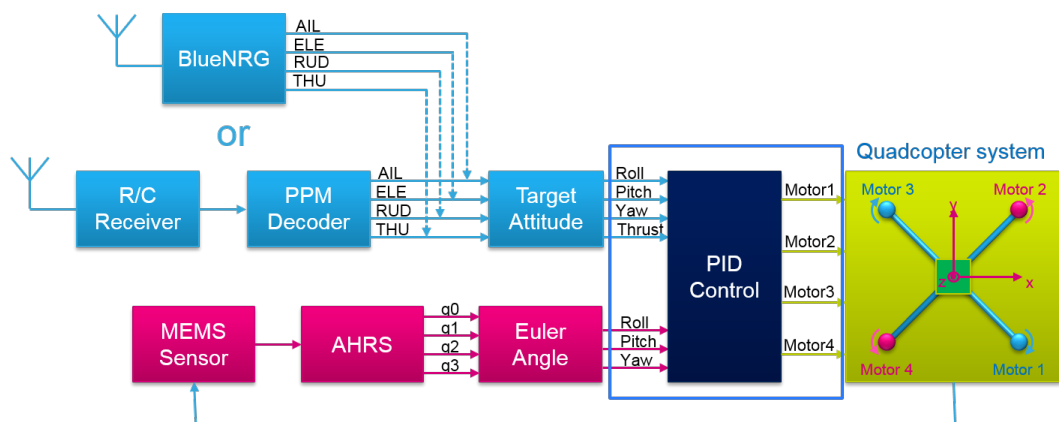 BlueNRG
AIL
ELE
RUD
THU
or
R/C
Receiver
PPM
Decoder
AIL
ELE
RUD
THU
Target
Attitude
Roll
Pitch
Yaw
Thrust
PID
Control
Motor1
Motor2
Motor3
Motor4
Quadcopter system
Motor 3
Motor 2
y
z
x
Motor 4
Motor 1
MEMS
Sensor
AHRS
q0
q1
q2
q3
Euler
Angle
Roll
Pitch
Yaw